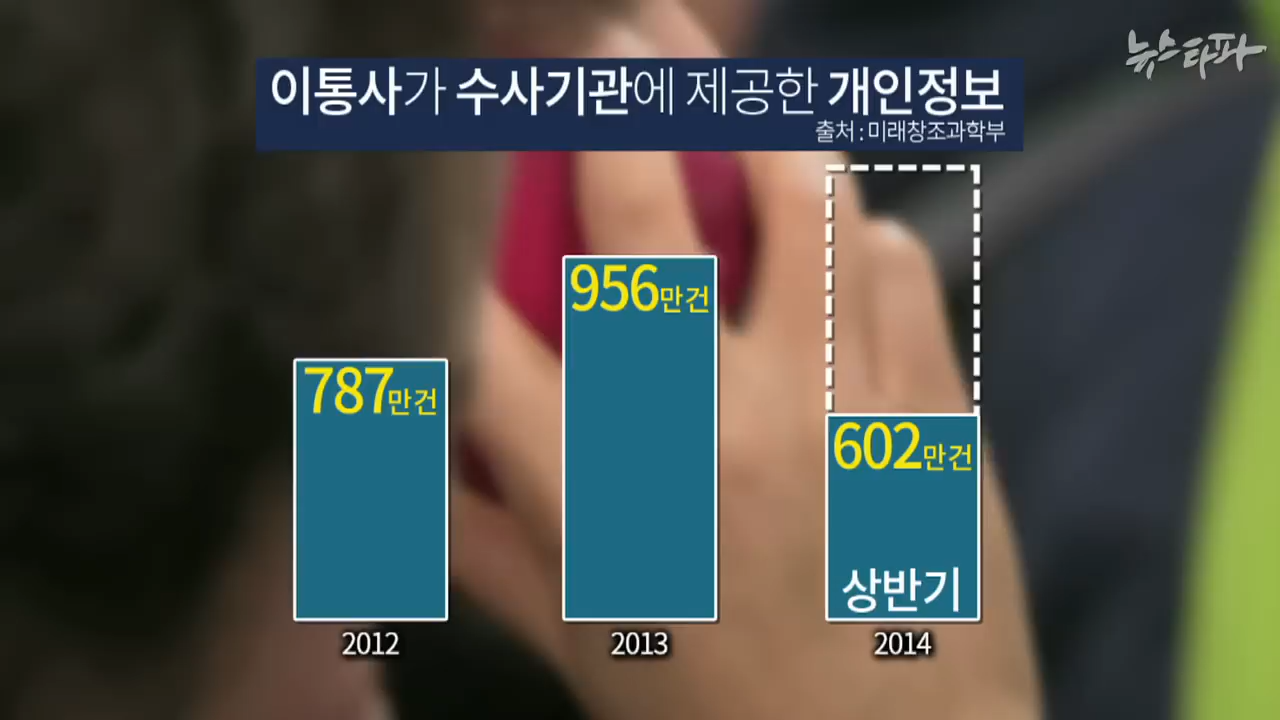 뉴스타파
이통사가 수사기관에 제공한 개인정보
출처 : 미래창조과학부
787만건
956만건
602만건
상반기
2012
2013
2014